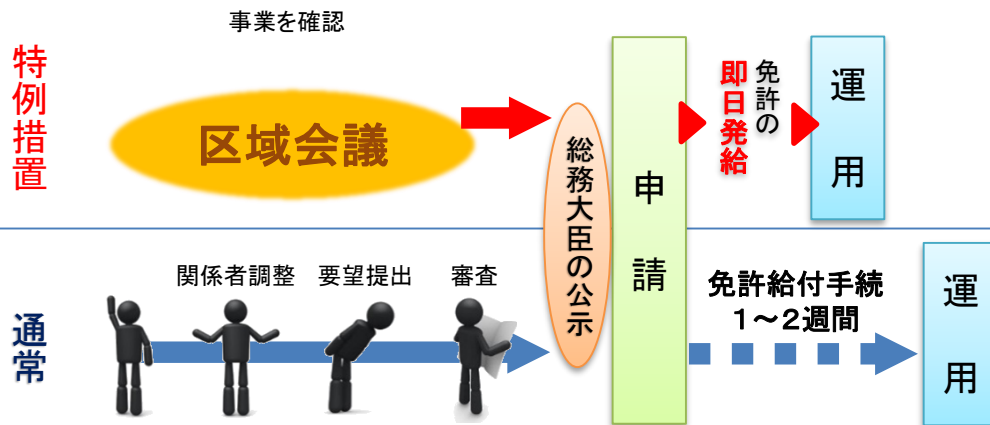 事業を確認
特例措置
区域会議
総務大臣の公示
申請
免許の
即日発給
運用
通常
関係者調整
要望提出
審査
免許給付手続
１～２週間
運用